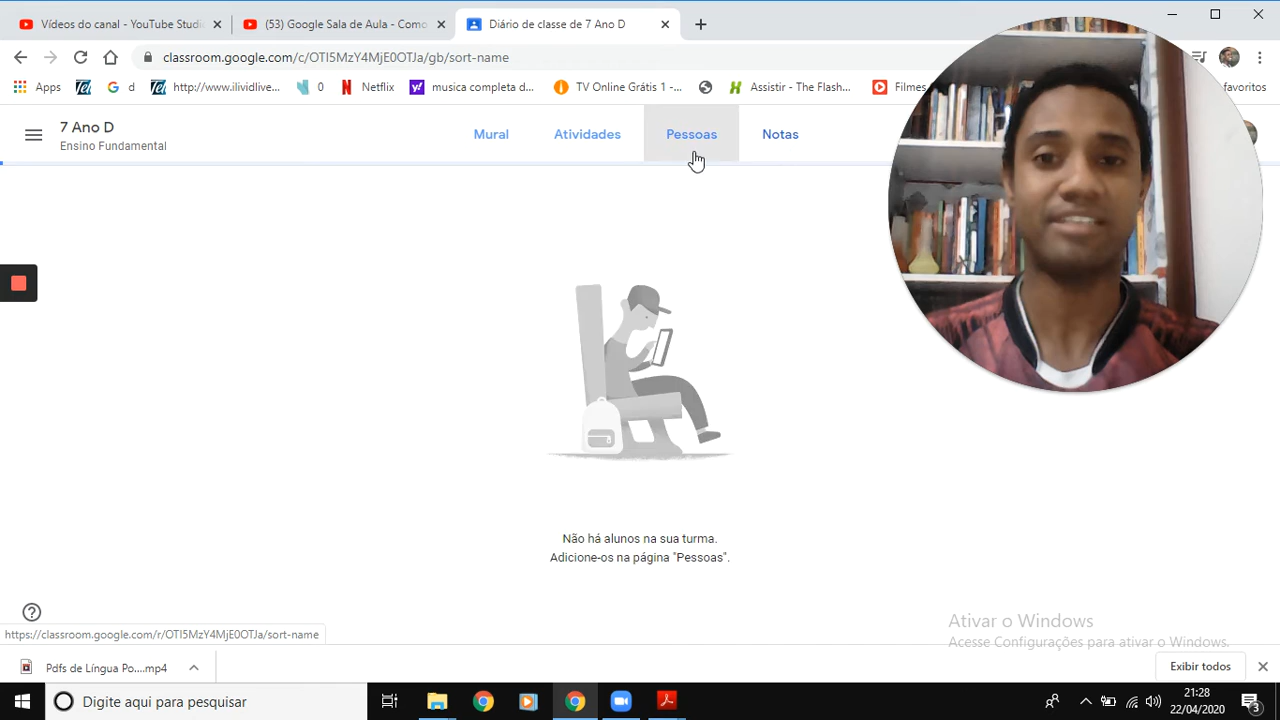 Vídeos do canal - YouTube Studi
(53) Google Sala de Aula - Como
Diário de classe de 7 Ano D
classroom.google.com/c/OTI5MzY4MjE0OTJa/gb/sort-name
Apps
d
http://www.ilividlive...
0
Netflix
musica completa d...
TV Online Grátis 1 -...
Assistir - The Flash...
Filmes
favoritos
7 Ano D
Ensino Fundamental
Mural
Atividades
Pessoas
Notas
Não há alunos na sua turma.
Adicione-os na página "Pessoas".
https://classroom.google.com/r/OTI5MzY4MjE0OTJa/sort-name
Ativar o Windows
Acesse Configurações para ativar o Windows.
Pdfs de Língua Po....mp4
Exibir todos
Digite aqui para pesquisar
21:28
22/04/2020
3